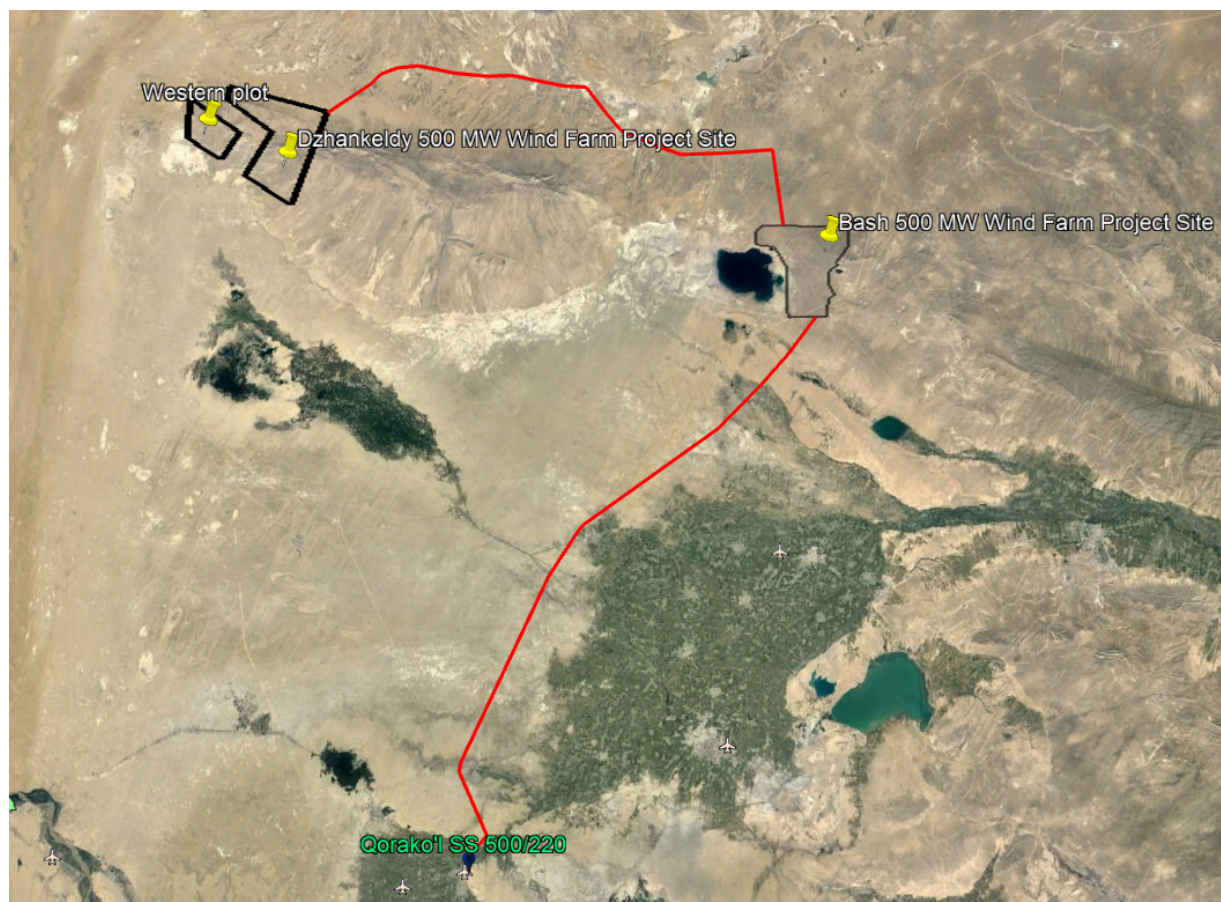 Western plot
Dzhankeldy 500 MW Wind Farm Project Site
Bash 500 MW Wind Farm Project Site
Qorako'l SS 500/220